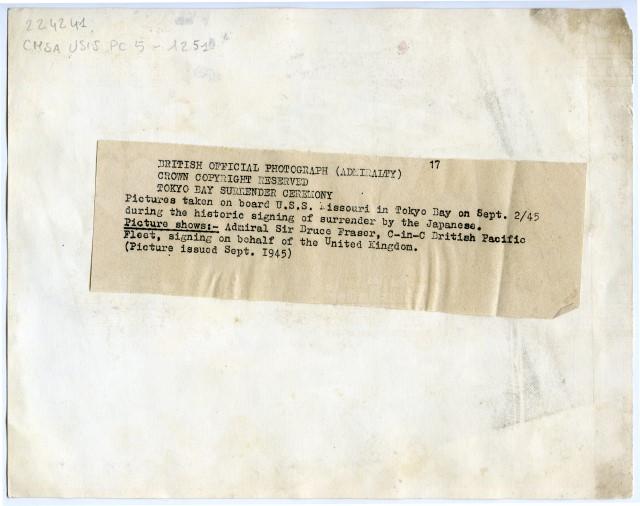 224241
CMSA USIS PC 5 - 1251
17
BRITISH OFFICIAL PHOTOGRAPH (ADMIRALTY)
CROWN COPYRIGHT RESERVED
TOKYO BAY SURRENDER CEREMONY
Pictures taken on board U.S.S. Missouri in Tokyo Bay on Sept. 2/45
during the historic signing of surrender by the Japanese.
Picture shows:- Admiral Sir Bruce Fraser, C-in-C British Pacific
Fleet, signing on behalf of the United Kingdom.
(Picture issued Sept. 1945)